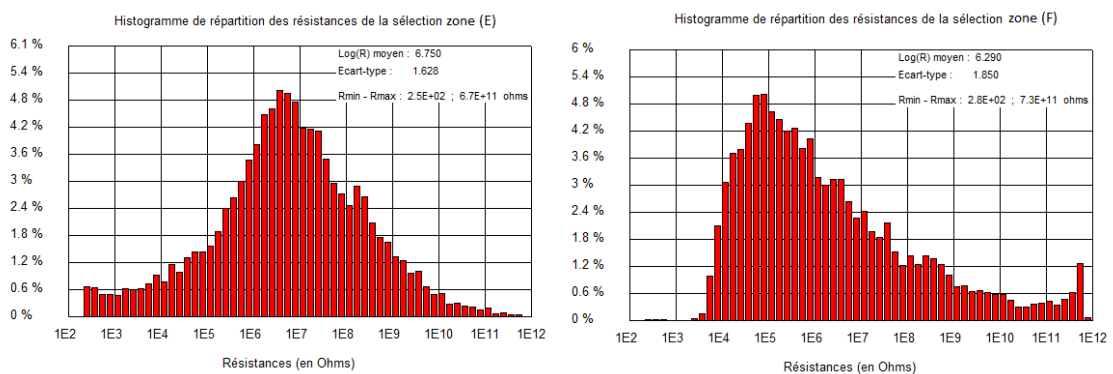 Histogramme de répartition des résistances de la sélection zone (E)
6.1 %
5.4 %
4.8 %
4.2 %
3.6 %
3 %
2.4 %
1.8 %
1.2 %
0.6 %
0 %
Log(R) moyen : 6.750
Ecart-type : 1.628
Rmin - Rmax : 2.5E+02 ; 6.7E+11 ohms
1E2 1E3 1E4 1E5 1E6 1E7 1E8 1E9 1E10 1E11 1E12
Résistances (en Ohms)
Histogramme de répartition des résistances de la sélection zone (F)
6 %
5.4 %
4.8 %
4.2 %
3.6 %
3 %
2.4 %
1.8 %
1.2 %
0.6 %
0 %
Log(R) moyen : 6.290
Ecart-type : 1.850
Rmin - Rmax : 2.8E+02 ; 7.3E+11 ohms
1E2 1E3 1E4 1E5 1E6 1E7 1E8 1E9 1E10 1E11 1E12
Résistances (en Ohms)